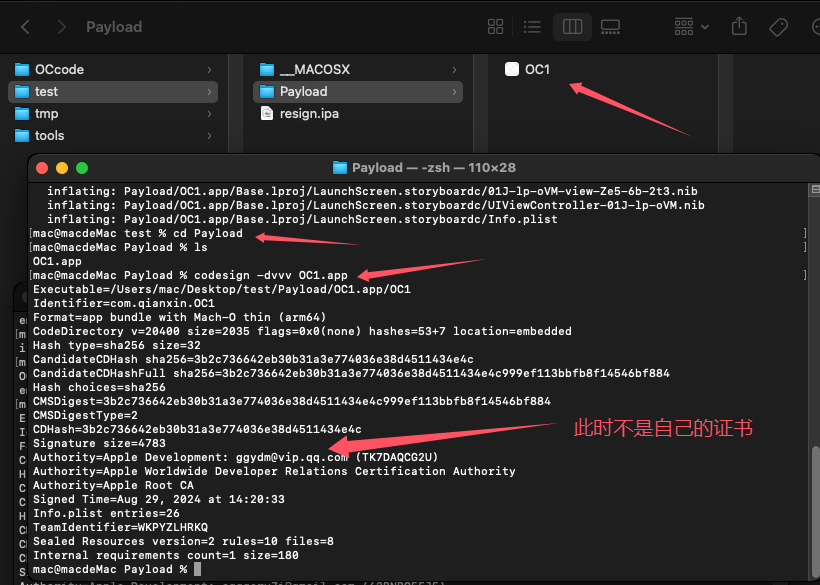 Payload
OCcode
test
tmp
tools
__MACOSX
Payload
resign.ipa
OC1
Payload — -zsh — 110×28
inflating: Payload/OC1.app/Base.lproj/LaunchScreen.storyboardc/01J-lp-oVM-view-Ze5-6b-2t3.nib
inflating: Payload/OC1.app/Base.lproj/LaunchScreen.storyboardc/UIViewController-01J-lp-oVM.nib
inflating: Payload/OC1.app/Base.lproj/LaunchScreen.storyboardc/Info.plist
[mac@macdeMac test % cd Payload ]
[mac@macdeMac Payload % ls ]
OC1.app
[mac@macdeMac Payload % codesign -dvvv OC1.app ]
Executable=/Users/mac/Desktop/test/Payload/OC1.app/OC1
Identifier=com.qianxin.OC1
Format=app bundle with Mach-O thin (arm64)
CodeDirectory v=20400 size=2035 flags=0x0(none) hashes=53+7 location=embedded
Hash type=sha256 size=32
CandidateCDHash sha256=3b2c736642eb30b31a3e774036e38d4511434e4c
CandidateCDHashFull sha256=3b2c736642eb30b31a3e774036e38d4511434e4c999ef113bbfb8f14546bf884
Hash choices=sha256
CMSDigest=3b2c736642eb30b31a3e774036e38d4511434e4c999ef113bbfb8f14546bf884
CMSDigestType=2
CDHash=3b2c736642eb30b31a3e774036e38d4511434e4c
Signature size=4783
Authority=Apple Development: ggydm@vip.qq.com (TK7DAQCG2U)
Authority=Apple Worldwide Developer Relations Certification Authority
Authority=Apple Root CA
Signed Time=Aug 29, 2024 at 14:20:33
Info.plist entries=26
TeamIdentifier=WKPYZLHRKQ
Sealed Resources version=2 rules=10 files=8
Internal requirements count=1 size=180
mac@macdeMac Payload %
此时不是自己的证书